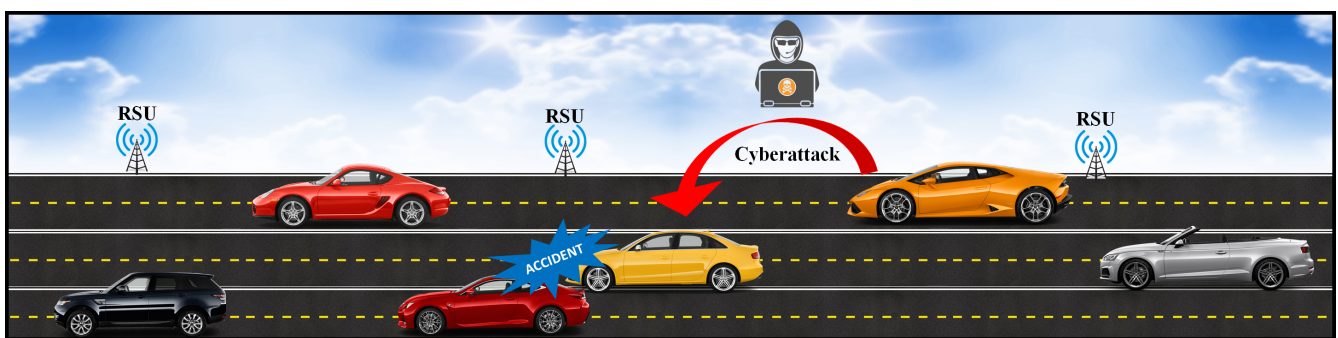 RSU
RSU
RSU
Cyberattack
ACCIDENT